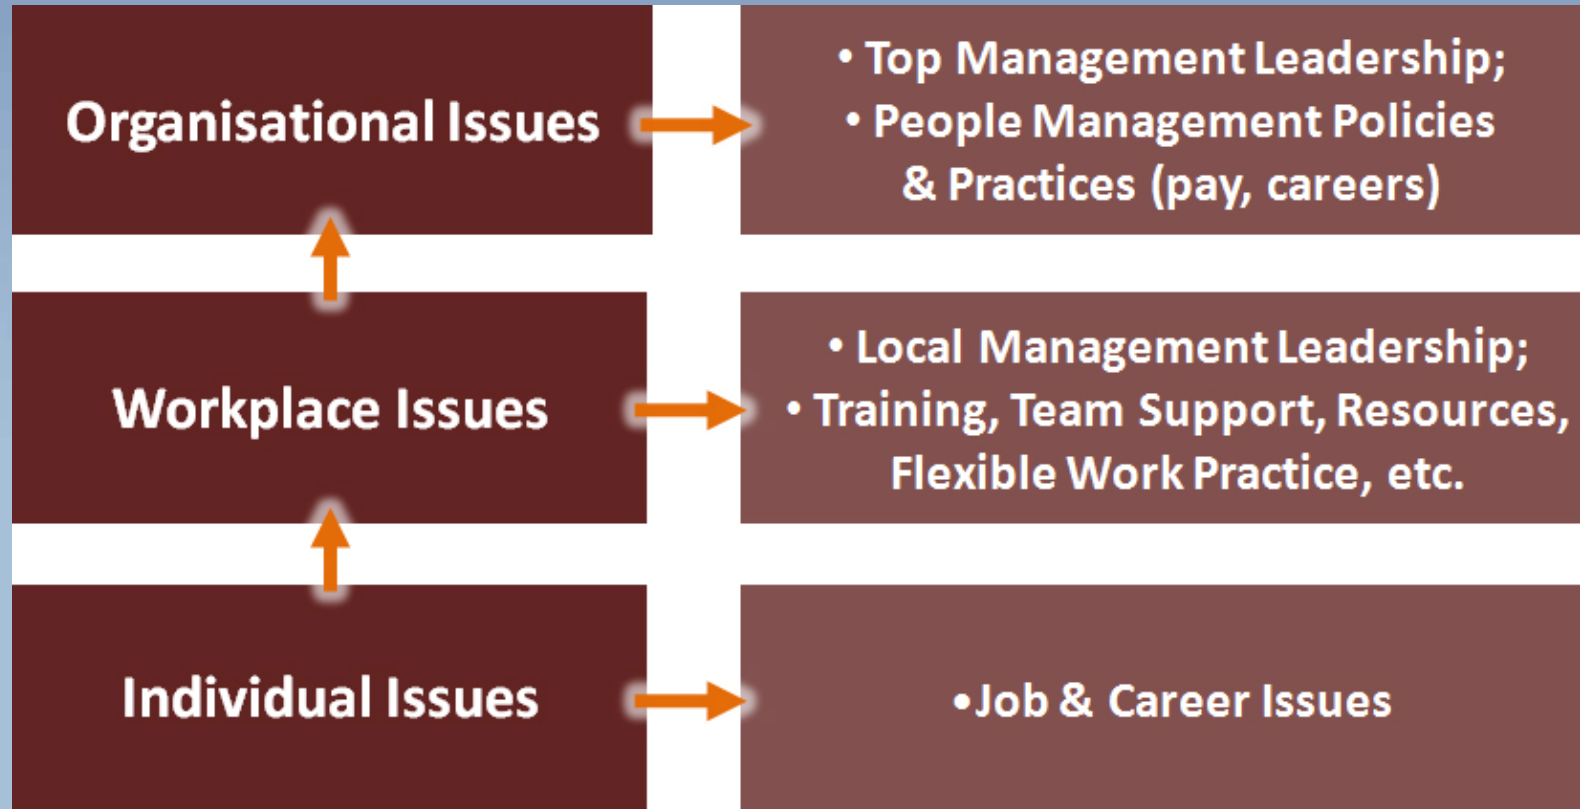 Organisational Issues
• Top Management Leadership;
• People Management Policies
& Practices (pay, careers)
Workplace Issues
• Local Management Leadership;
• Training, Team Support, Resources,
Flexible Work Practice, etc.
Individual Issues
•Job & Career Issues